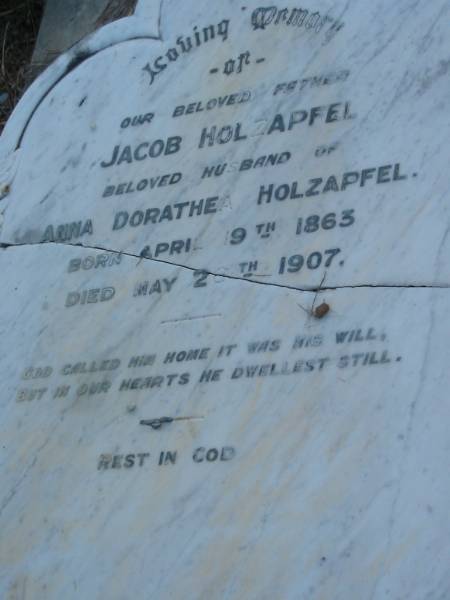 Loving Memory
- of -
OUR BELOVED FATHER
JACOB HOLZAPFEL
BELOVED HUSBAND OF
ANNA DORATHEA HOLZAPFEL.
BORN APRIL 9TH 1863
DIED MAY 1907.
GOD CALLED HIM HOME IT WAS HIS WILL,
BUT IN OUR HEARTS HE DWELLEST STILL.
REST IN GOD